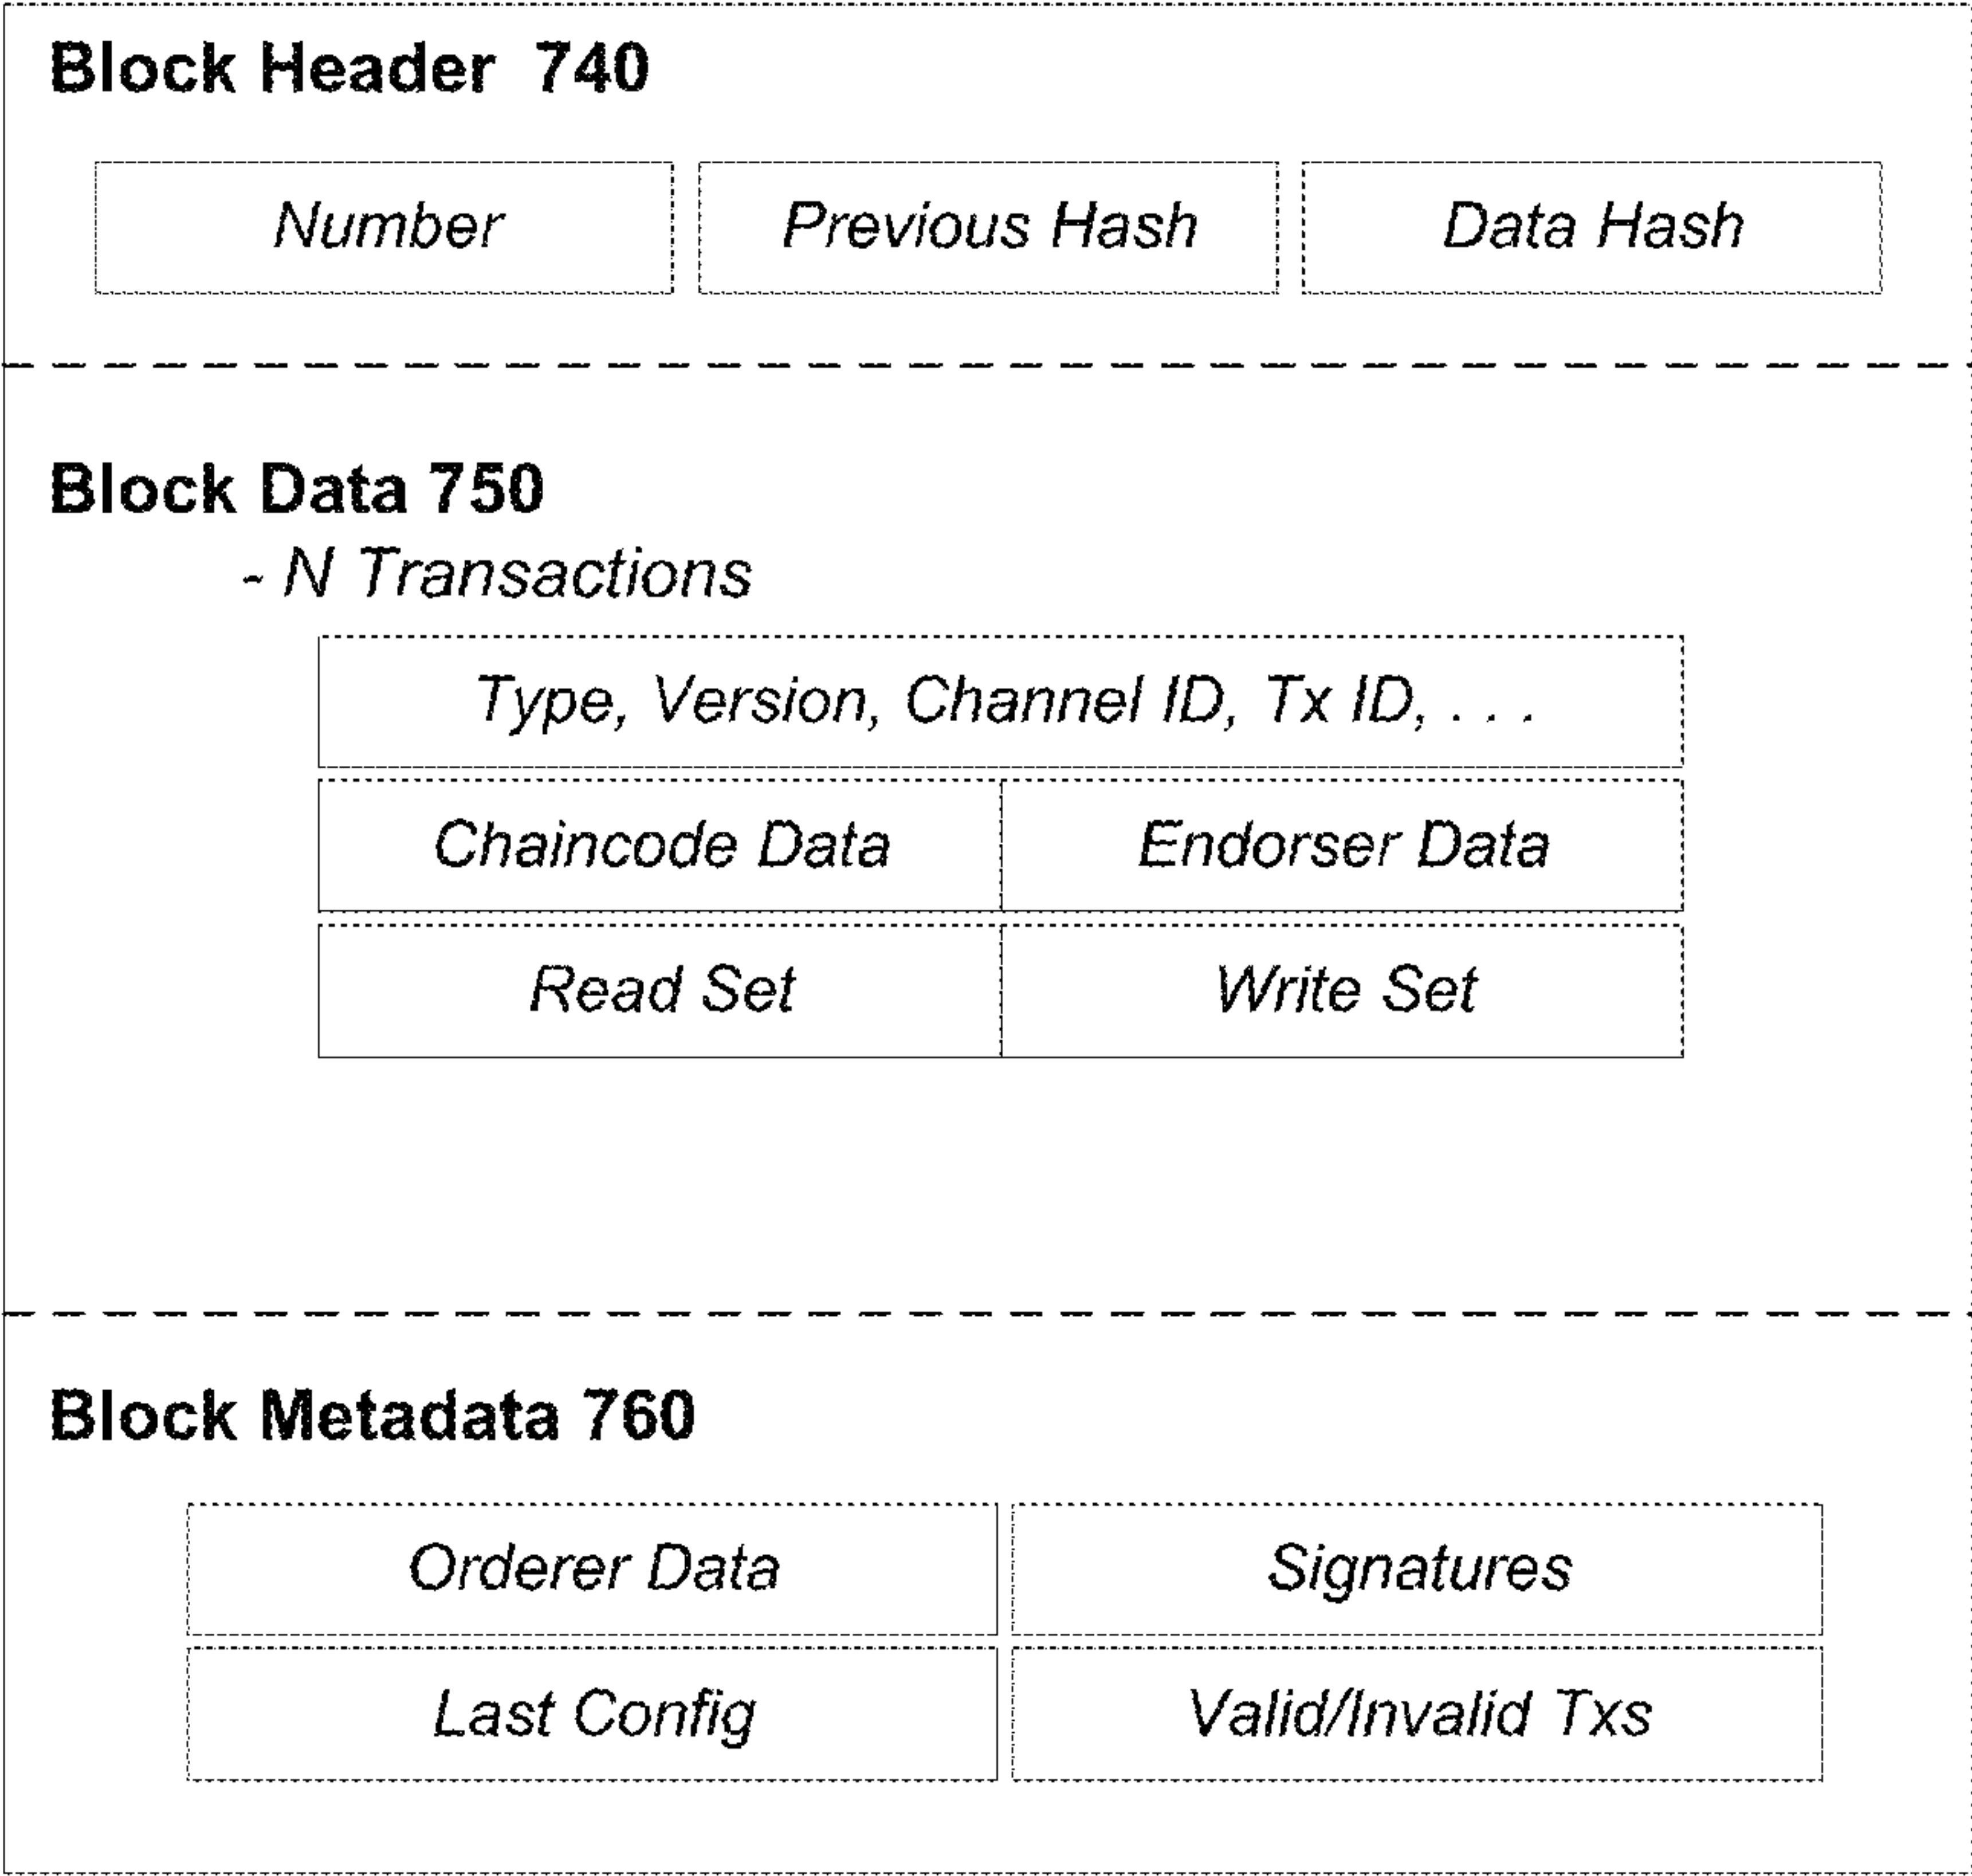 Block Header 740
Number Previous Hash Data Hash
Block Data 750
- N Transactions
Type, Version, Channel ID, Tx ID, . . .
Chaincode Data Endorser Data
Read Set Write Set
Block Metadata 760
Orderer Data Signatures
Last Config Valid/Invalid Txs